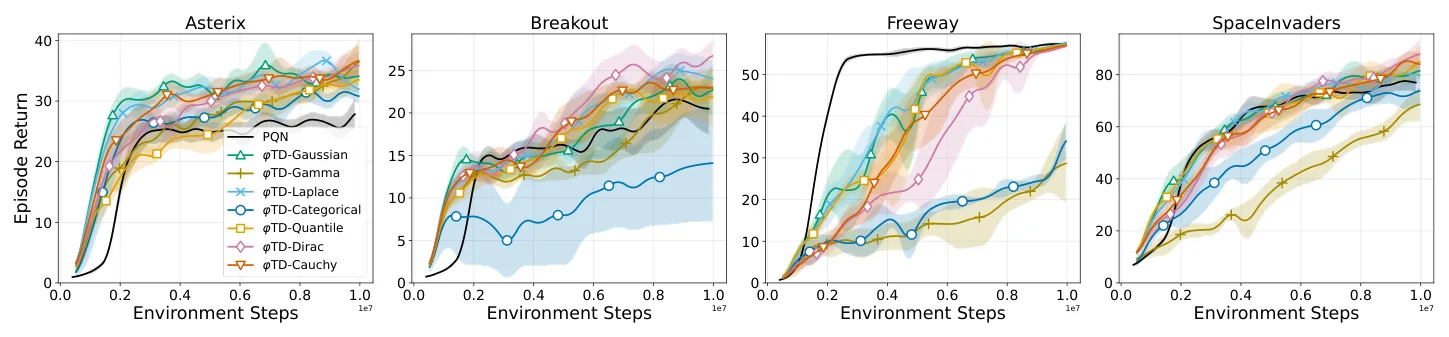 Asterix
Breakout
Freeway
SpaceInvaders
Episode Return
40
30
20
10
0
0.0 0.2 0.4 0.6 0.8 1.0
1e7
Environment Steps
PQN
φTD-Gaussian
φTD-Gamma
φTD-Laplace
φTD-Categorical
φTD-Quantile
φTD-Dirac
φTD-Cauchy
25
20
15
10
5
0
0.0 0.2 0.4 0.6 0.8 1.0
1e7
Environment Steps
50
40
30
20
10
0
0.0 0.2 0.4 0.6 0.8 1.0
1e7
Environment Steps
80
60
40
20
0
0.0 0.2 0.4 0.6 0.8 1.0
1e7
Environment Steps